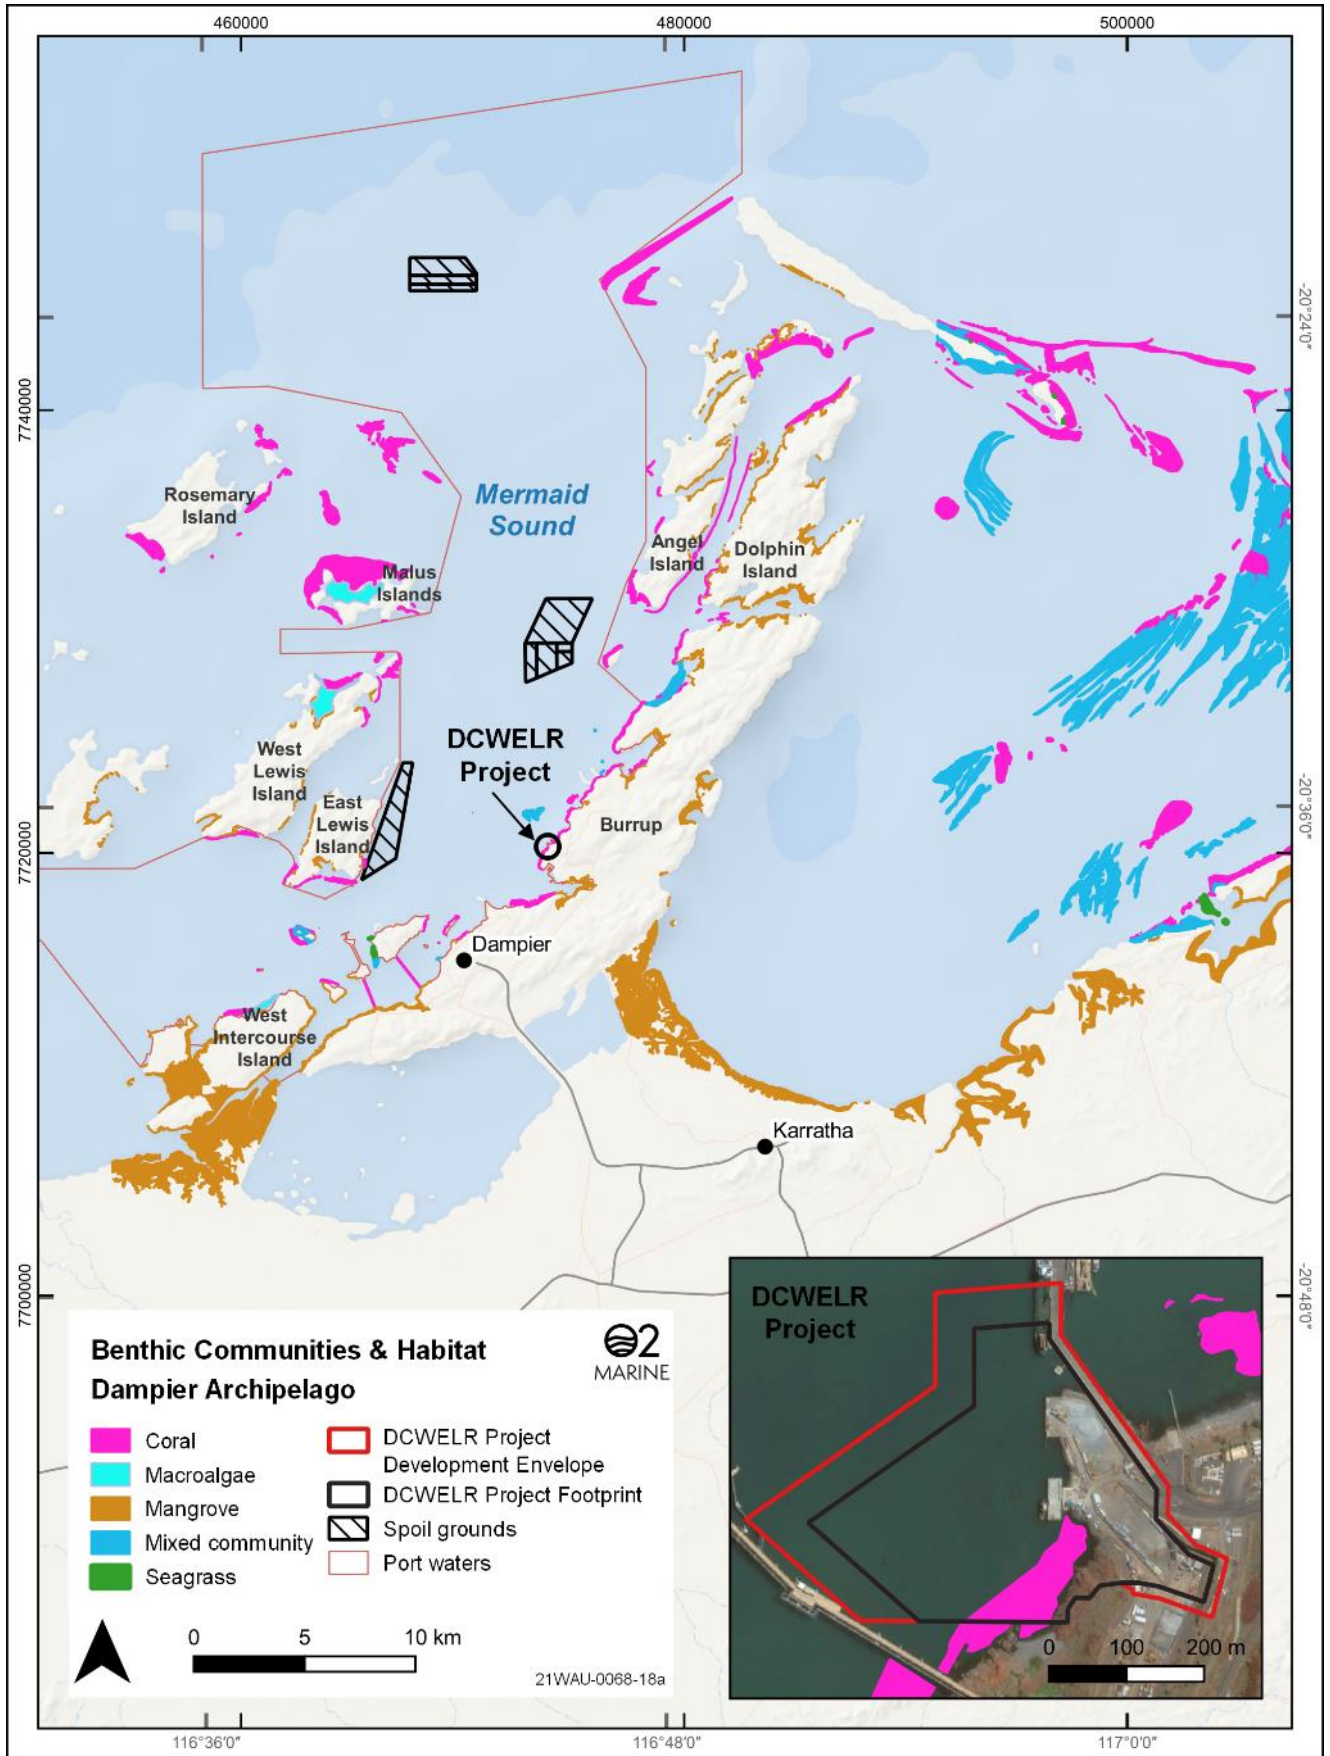 460000
480000
500000
-20°24'0"
7740000
Rosemary
Island
Mermaid
Sound
Malus
Islands
Angel
Island
Dolphin
Island
DCWELR
Project
West
Lewis
Island
East
Lewis
Island
Burrup
-20°36'0"
7720000
Dampier
West
Intercourse
Island
Karratha
7700000
-20°48'0"
DCWELR
Project
0 100 200 m
Benthic Communities & Habitat
Dampier Archipelago
O2
MARINE
Coral
Macroalgae
Mangrove
Mixed community
Seagrass
DCWELR Project
Development Envelope
DCWELR Project Footprint
Spoil grounds
Port waters
0 5 10 km
21WAU-0068-18a
116°36'0"
116°48'0"
117°0'0"